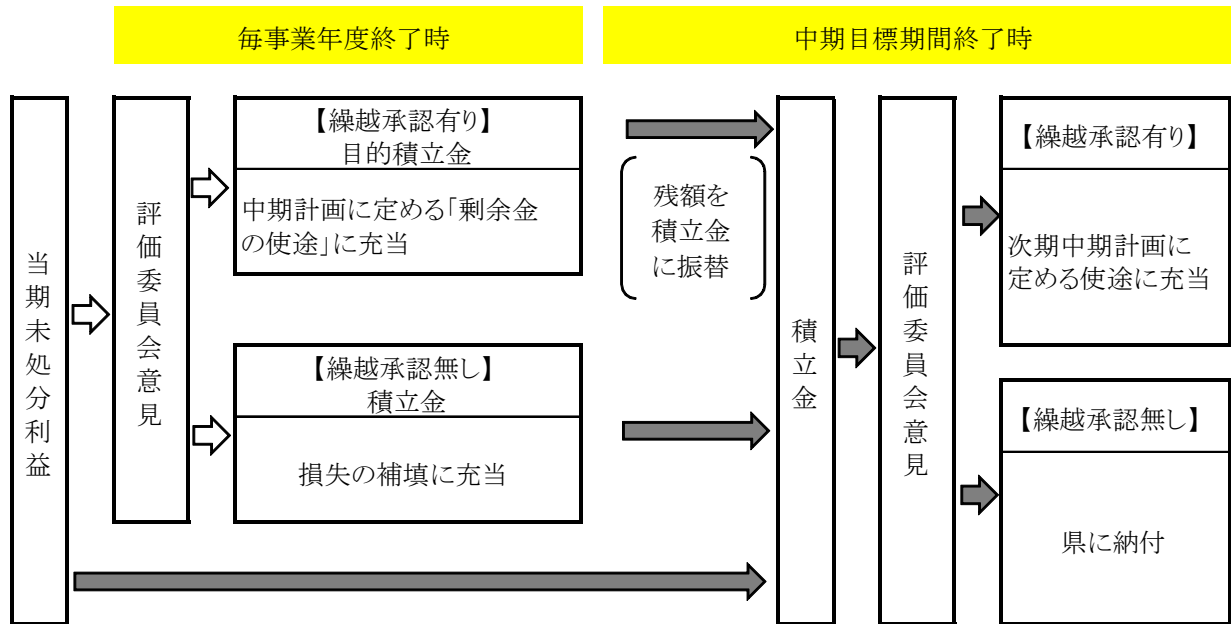 毎事業年度終了時
中期目標期間終了時
当期未処分利益
評価委員会意見
【繰越承認有り】
目的積立金
中期計画に定める「剰余金
の使途」に充当
【繰越承認無し】
積立金
損失の補填に充当
残額を
積立金
に振替
積立金
評価委員会意見
【繰越承認有り】
次期中期計画に
定める使途に充当
【繰越承認無し】
県に納付